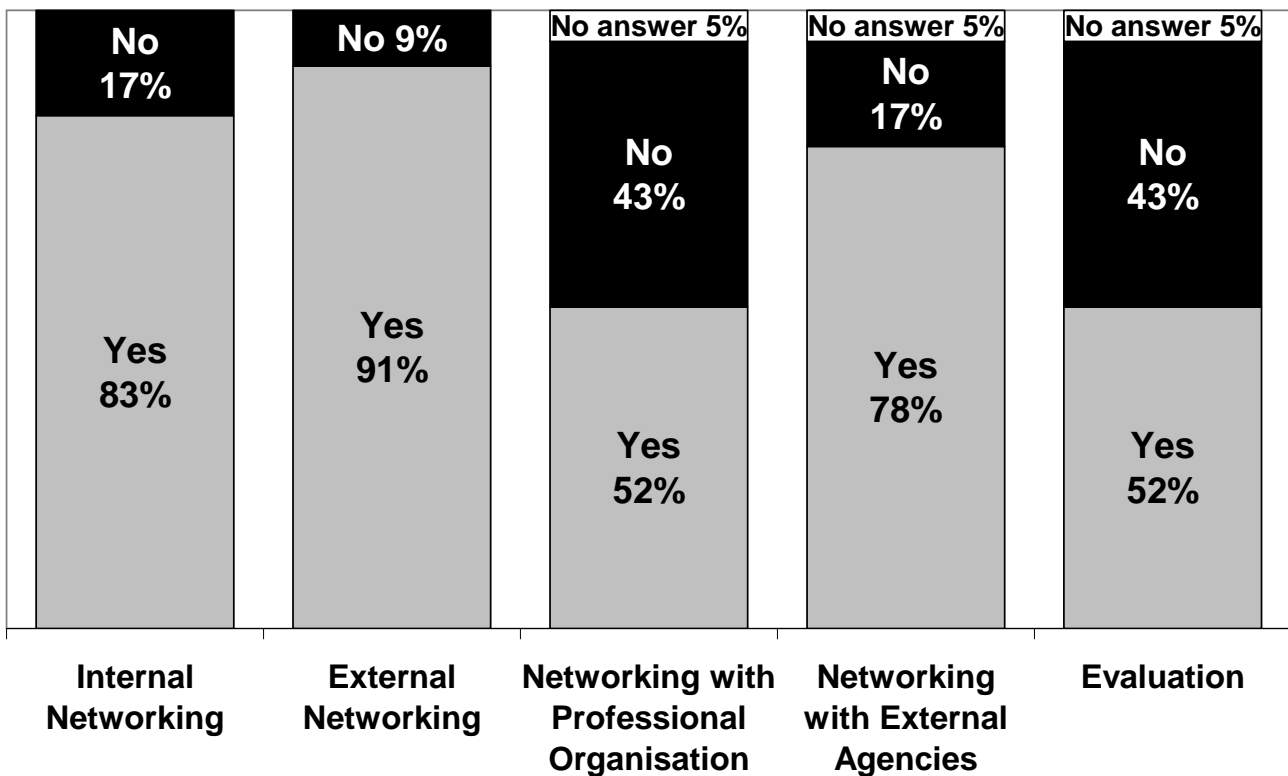 No
17%
Yes
83%
No 9%
Yes
91%
No answer 5%
No
43%
Yes
52%
No answer 5%
No
17%
Yes
78%
No answer 5%
No
43%
Yes
52%
Internal
Networking
External
Networking
Networking with
Professional
Organisation
Networking
with External
Agencies
Evaluation